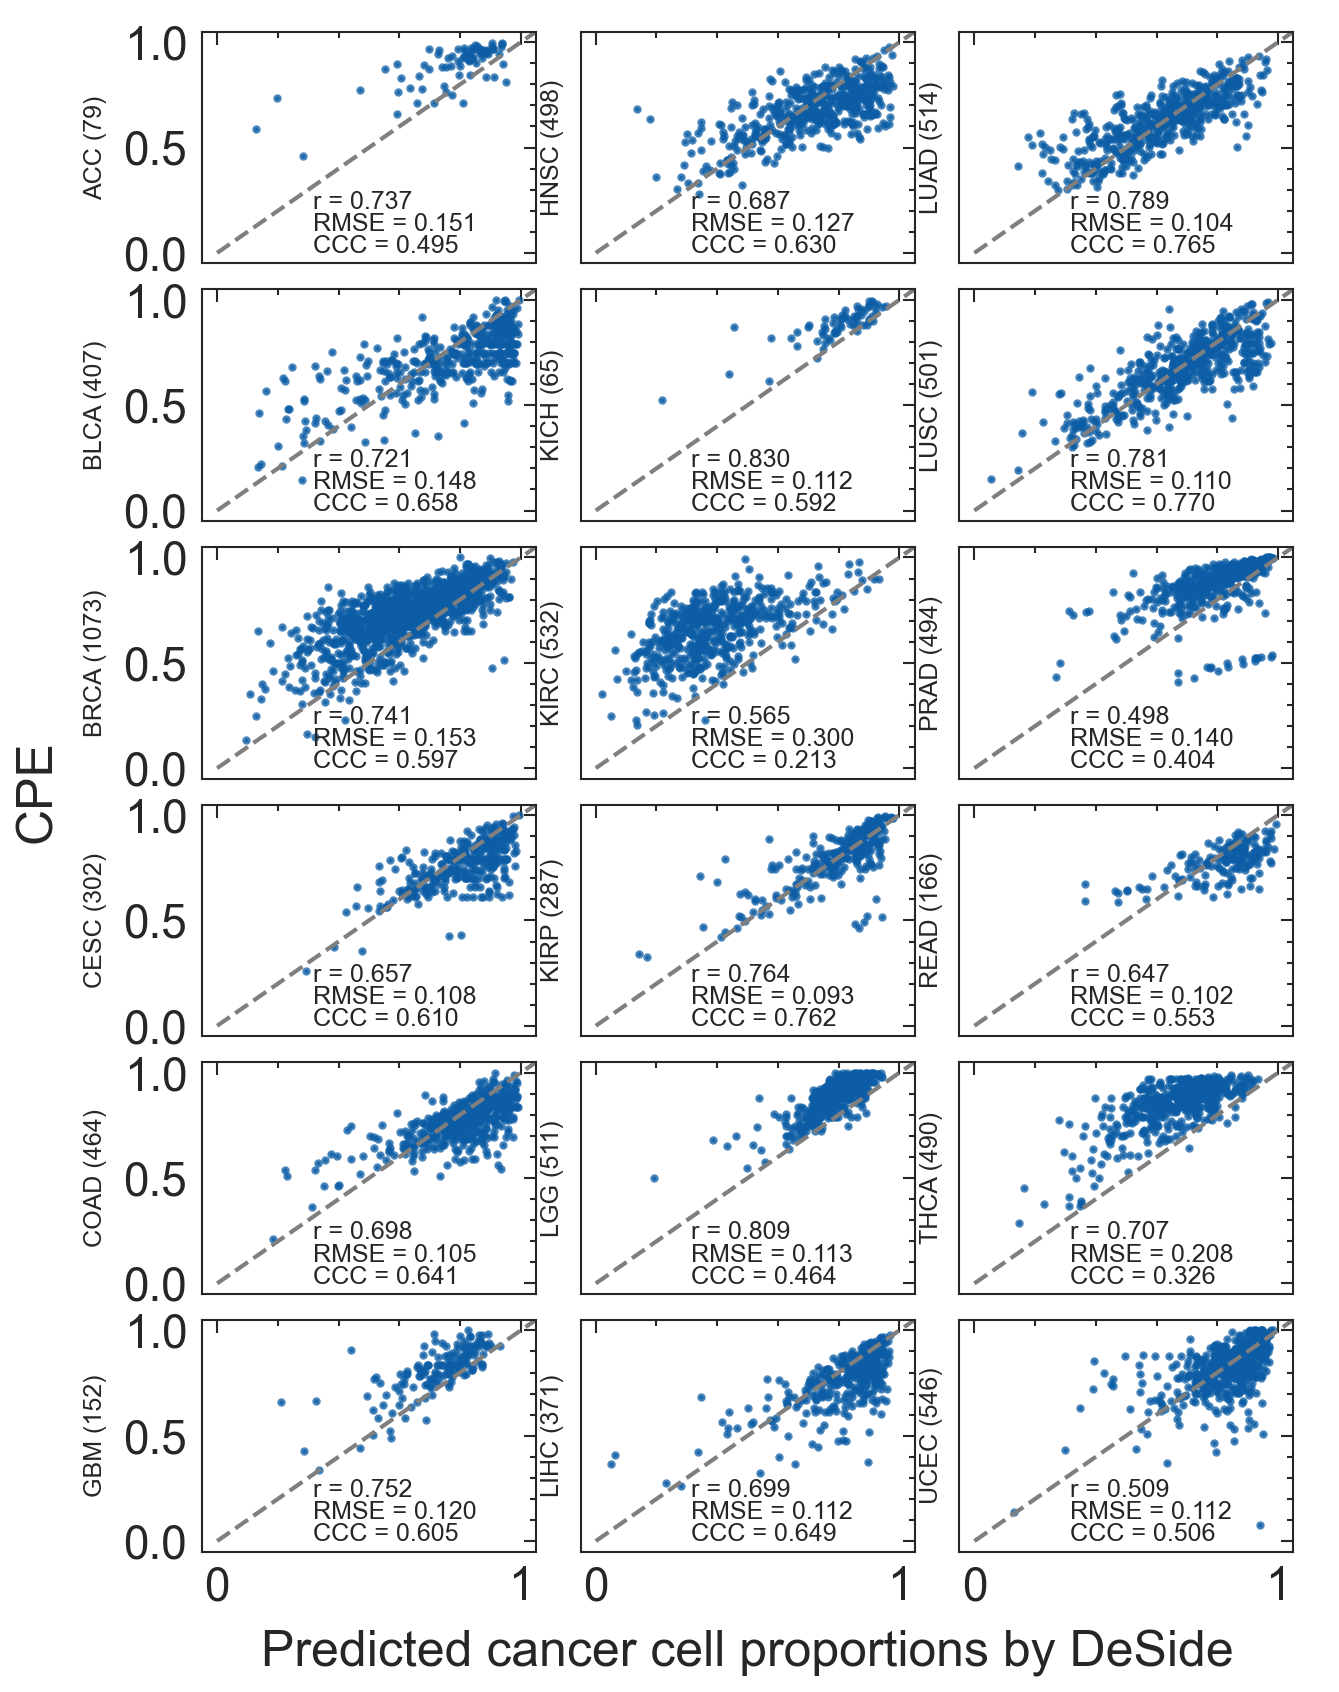 CPE
ACC (79)
1.0
0.5
0.0
r = 0.737
RMSE = 0.151
CCC = 0.495
HNSC (498)
r = 0.687
RMSE = 0.127
CCC = 0.630
LUAD (514)
r = 0.789
RMSE = 0.104
CCC = 0.765
BLCA (407)
1.0
0.5
0.0
r = 0.721
RMSE = 0.148
CCC = 0.658
KICH (65)
r = 0.830
RMSE = 0.112
CCC = 0.592
LUSC (501)
r = 0.781
RMSE = 0.110
CCC = 0.770
BRCA (1073)
1.0
0.5
0.0
r = 0.741
RMSE = 0.153
CCC = 0.597
KIRC (532)
r = 0.565
RMSE = 0.300
CCC = 0.213
PRAD (494)
r = 0.498
RMSE = 0.140
CCC = 0.404
CESC (302)
1.0
0.5
0.0
r = 0.657
RMSE = 0.108
CCC = 0.610
KIRP (287)
r = 0.764
RMSE = 0.093
CCC = 0.762
READ (166)
r = 0.647
RMSE = 0.102
CCC = 0.553
COAD (464)
1.0
0.5
0.0
r = 0.698
RMSE = 0.105
CCC = 0.641
LGG (511)
r = 0.809
RMSE = 0.113
CCC = 0.464
THCA (490)
r = 0.707
RMSE = 0.208
CCC = 0.326
GBM (152)
1.0
0.5
0.0
r = 0.752
RMSE = 0.120
CCC = 0.605
LIHC (371)
r = 0.699
RMSE = 0.112
CCC = 0.649
UCEC (546)
r = 0.509
RMSE = 0.112
CCC = 0.506
0 1 0 1 0 1
Predicted cancer cell proportions by DeSide